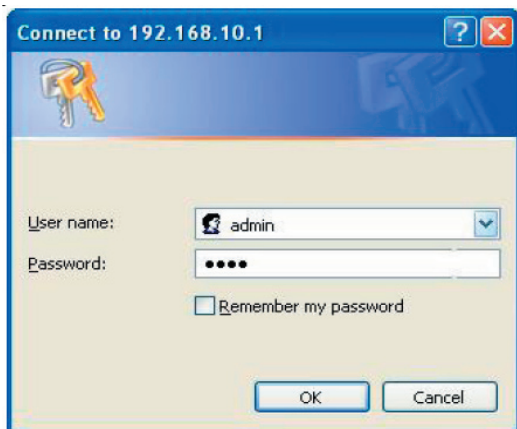 Connect to 192.168.10.1
User name:
admin
Password:
••••
Remember my password
OK
Cancel